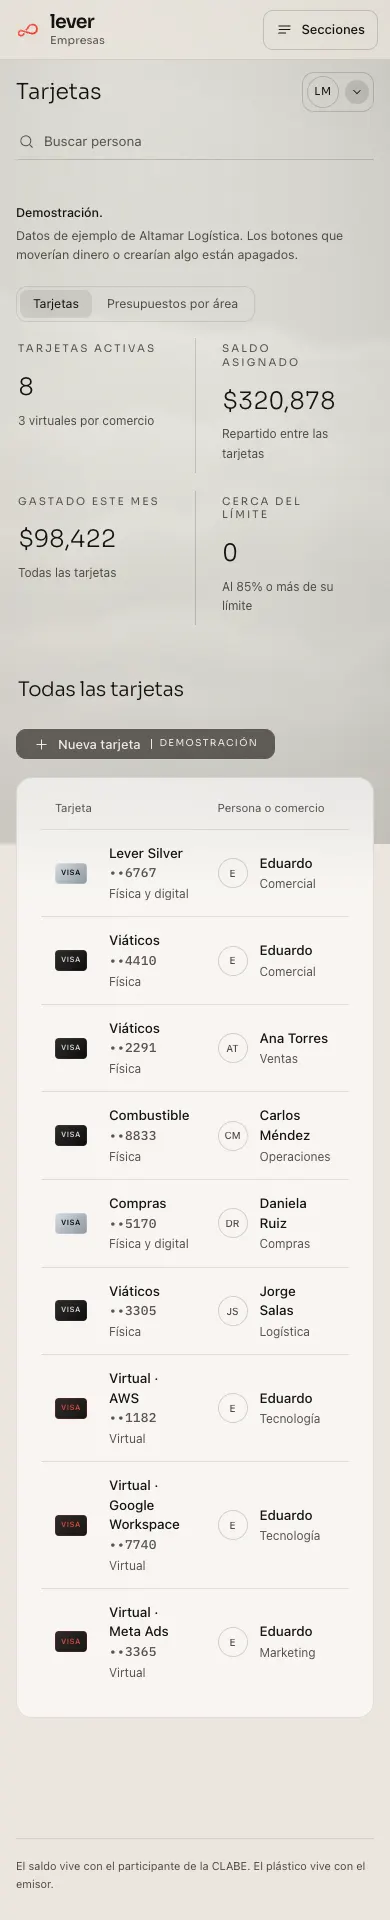 lever
Empresas
Secciones
Tarjetas
LM
Buscar persona
Demostración.
Datos de ejemplo de Altamar Logística. Los botones que
moverían dinero o crearían algo están apagados.
Tarjetas
Presupuestos por área
TARJETAS ACTIVAS
8
3 virtuales por comercio
SALDO
ASIGNADO
$320,878
Repartido entre las
tarjetas
GASTADO ESTE MES
$98,422
Todas las tarjetas
CERCA DEL
LÍMITE
0
Al 85% o más de su
límite
Todas las tarjetas
+ Nueva tarjeta | DEMOSTRACIÓN
Tarjeta
Persona o comercio
VISA
Lever Silver
••6767
Física y digital
E
Eduardo
Comercial
VISA
Viáticos
••4410
Física
E
Eduardo
Comercial
VISA
Viáticos
••2291
Física
AT
Ana Torres
Ventas
VISA
Combustible
••8833
Física
CM
Carlos
Méndez
Operaciones
VISA
Compras
••5170
Física y digital
DR
Daniela
Ruiz
Compras
VISA
Viáticos
••3305
Física
JS
Jorge
Salas
Logística
VISA
Virtual ·
AWS
••1182
Virtual
E
Eduardo
Tecnología
VISA
Virtual ·
Google
Workspace
••7740
Virtual
E
Eduardo
Tecnología
VISA
Virtual ·
Meta Ads
••3365
Virtual
E
Eduardo
Marketing
El saldo vive con el participante de la CLABE. El plástico vive con el
emisor.